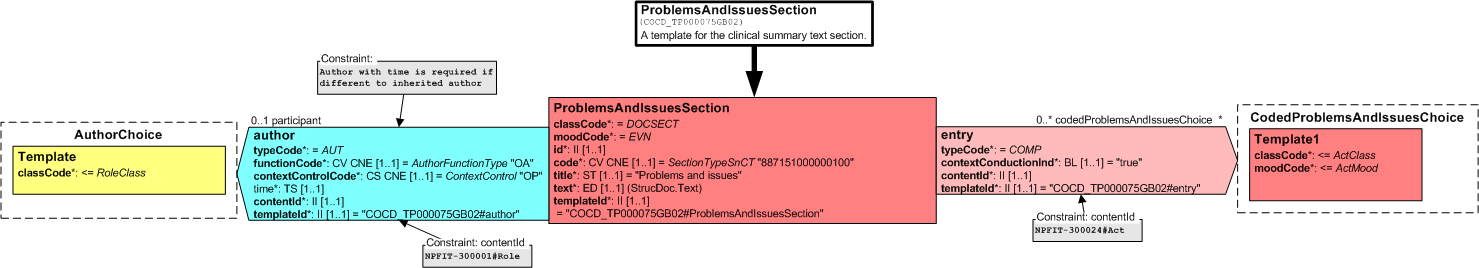 ProblemsAndIssuesSection
(COCD_TP000075GB02)
A template for the clinical summary text section.
Constraint:
Author with time is required if
different to inherited author
0..1 participant
AuthorChoice
Template
classCode*: <= RoleClass
author
typeCode*: = AUT
functionCode*: CV CNE [1..1] = AuthorFunctionType "OA"
contextControlCode*: CS CNE [1..1] = ContextControl "OP"
time*: TS [1..1]
contentId*: II [1..1]
templateId*: II [1..1] = "COCD_TP000075GB02#author"
Constraint: contentId
NPFIT-300001#Role
ProblemsAndIssuesSection
classCode*: = DOCSECT
moodCode*: = EVN
id*: II [1..1]
code*: CV CNE [1..1] = SectionTypeSnCT "887151000000100"
title*: ST [1..1] = "Problems and issues"
text*: ED [1..1] (StrucDoc.Text)
templateId*: II [1..1]
= "COCD_TP000075GB02#ProblemsAndIssuesSection"
0..* codedProblemsAndIssuesChoice *
entry
typeCode*: = COMP
contextConductionInd*: BL [1..1] = "true"
contentId*: II [1..1]
templateId*: II [1..1] = "COCD_TP000075GB02#entry"
Constraint: contentId
NPFIT-300024#Act
CodedProblemsAndIssuesChoice
Template1
classCode*: <= ActClass
moodCode*: <= ActMood